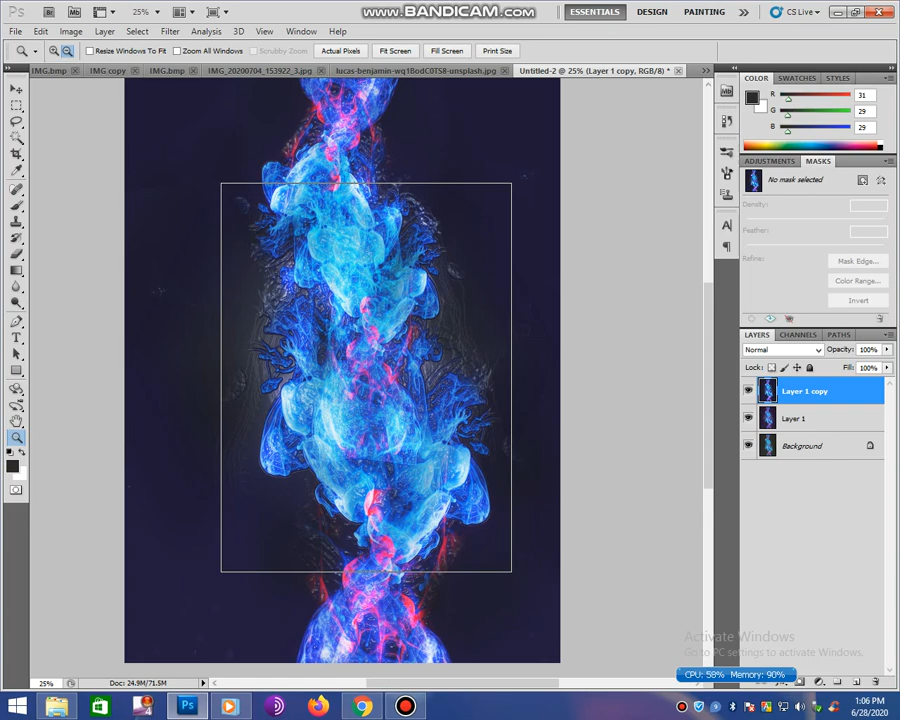 Ps Br Mb 25% www.BANDICAM.com ESSENTIALS DESIGN PAINTING >> CS Live
File Edit Image Layer Select Filter Analysis 3D View Window Help
Resize Windows To Fit Zoom All Windows Scrubby Zoom Actual Pixels Fit Screen Fill Screen Print Size
IMG.bmp IMG copy IMG.bmp IMG_20200704_153922_3.jpg lucas-benjamin-wq1BodC0TS8-unsplash.jpg Untitled-2 @ 25% (Layer 1 copy, RGB/8) *
COLOR SWATCHES STYLES
R 31
G 29
B 29
ADJUSTMENTS MASKS
No mask selected
Density:
Feather:
Refine: Mask Edge...
Color Range...
Invert
LAYERS CHANNELS PATHS
Normal Opacity: 100%
Lock: Fill: 100%
Layer 1 copy
Layer 1
Background
Activate Windows
Go to PC settings to activate Windows.
CPU: 58% Memory: 90%
25% Doc: 24.9M/71.5M
1:06 PM
6/28/2020